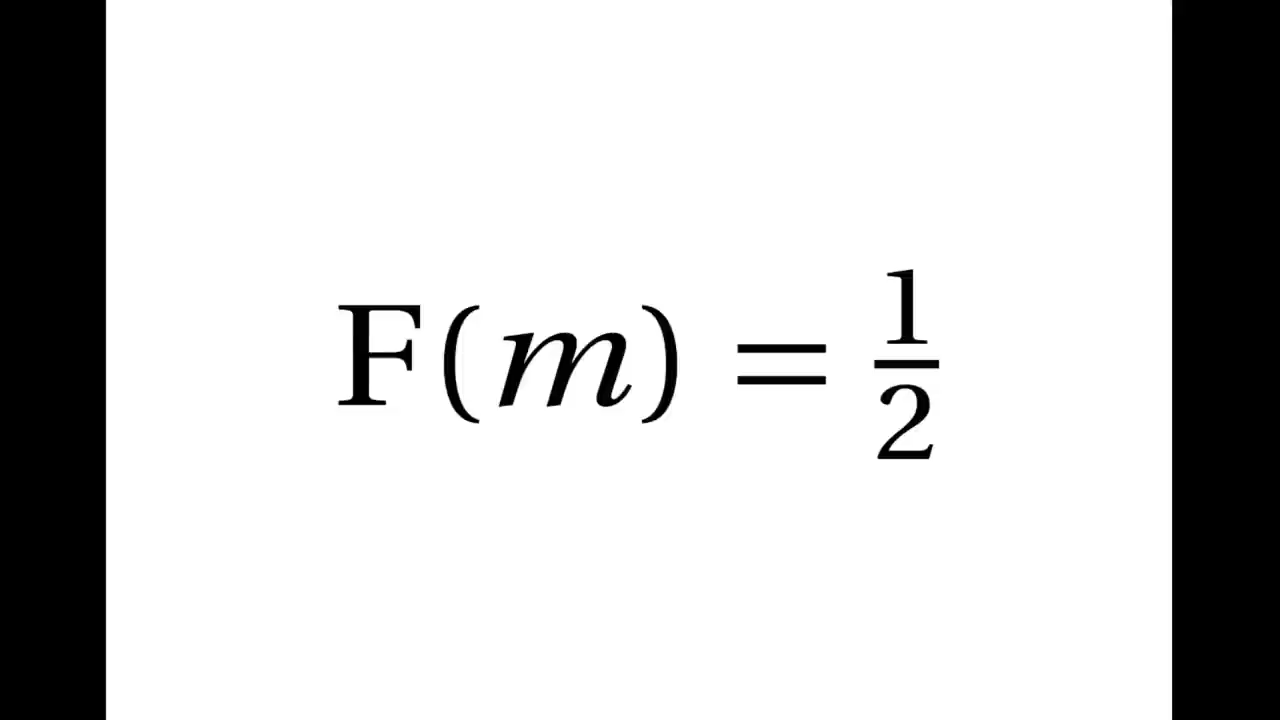 F(m) = 1/2